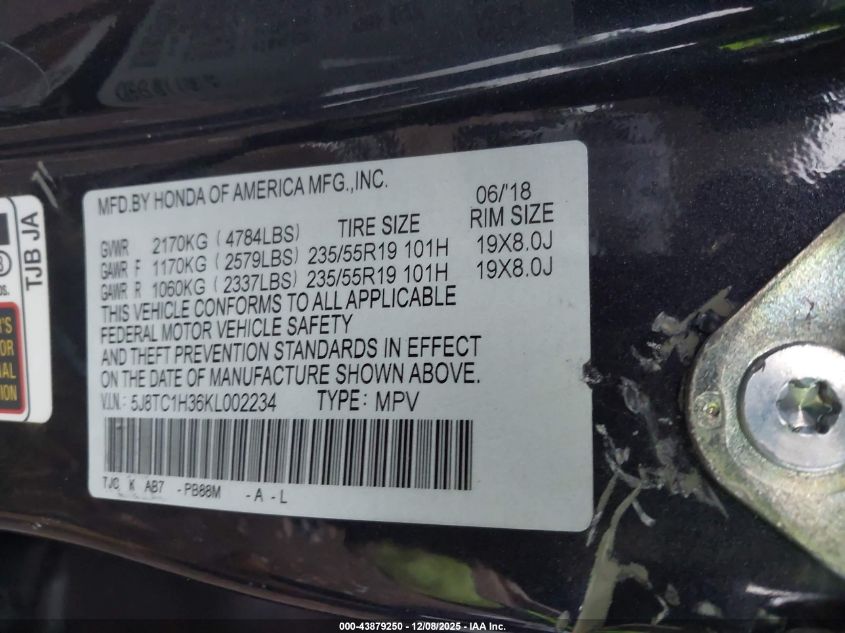 MFD.BY HONDA OF AMERICA MFG.,INC. 06/'18
TIRE SIZE RIM SIZE
GVWR 2170KG ( 4784LBS)
GAWR F 1170KG ( 2579LBS) 235/55R19 101H 19X8.0J
GAWR R 1060KG ( 2337LBS) 235/55R19 101H 19X8.0J
THIS VEHICLE CONFORMS TO ALL APPLICABLE
FEDERAL MOTOR VEHICLE SAFETY
AND THEFT PREVENTION STANDARDS IN EFFECT
ON THE DATE OF MANUFACTURE SHOWN ABOVE.
V.I.N.: 5J8TC1H36KL002234 TYPE: MPV
TJC K AB7 -PB88M -A-L
TJB JA
000-43879250 - 12/08/2025 - IAA Inc.